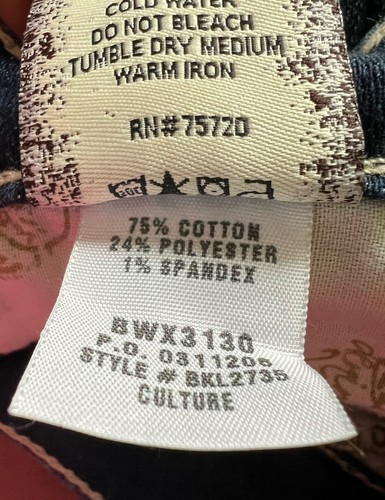 COLD WATER
DO NOT BLEACH
TUMBLE DRY MEDIUM
WARM IRON
RN#75720
75% COTTON
24% POLYESTER
1% SPANDEX
BWX3130
P.O. 0311206
STYLE # BKL2735
CULTURE